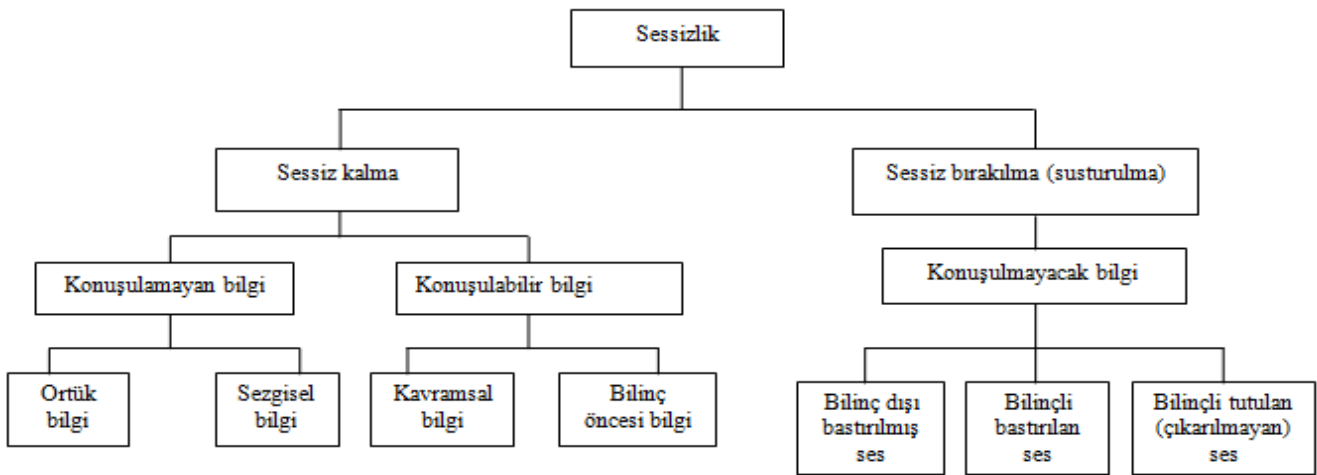 Sessizlik
Sessiz kalma
Sessiz bırakılma (susturulma)
Konuşulamayan bilgi
Konuşulabilir bilgi
Konuşulmayacak bilgi
Ortük
bilgi
Sezgisel
bilgi
Kavramsal
bilgi
Bilinç
öncesi bilgi
Bilinç dışı
bastırılmış
ses
Bilinçli
bastırılan
ses
Bilinçli tutulan
(çıkarılmayan)
ses